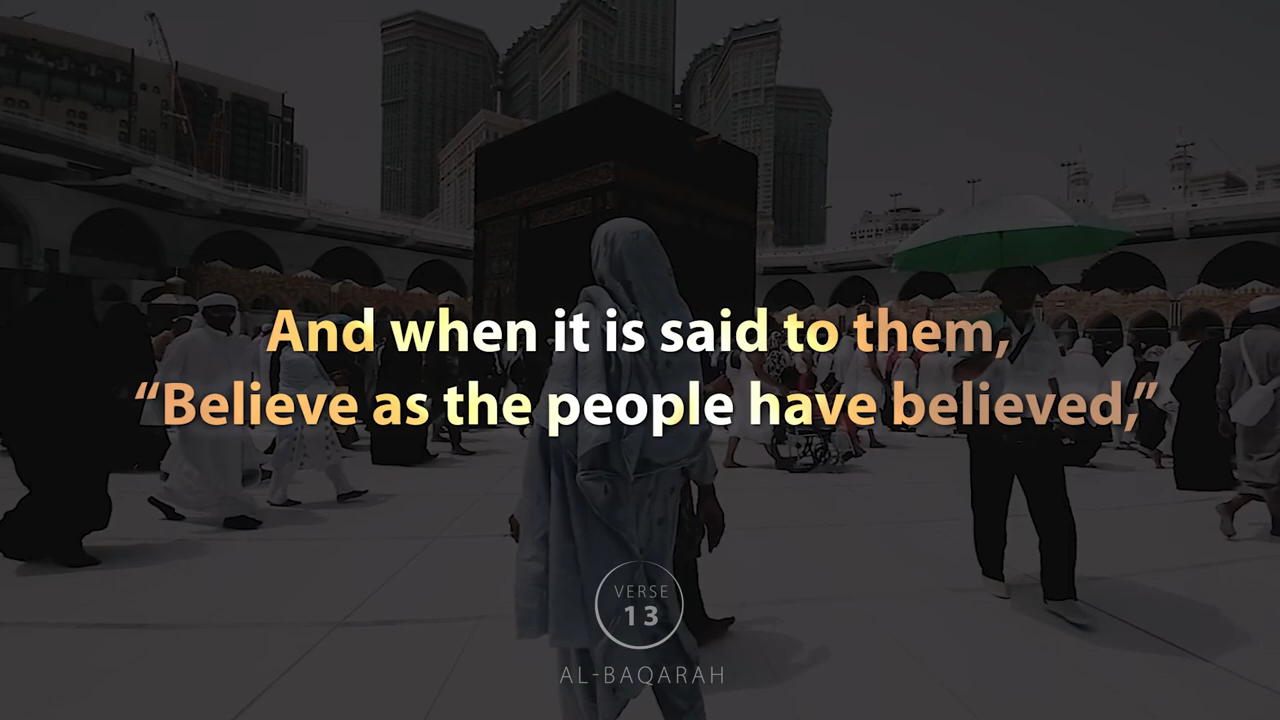 And when it is said to them,
“Believe as the people have believed,”
VERSE
13
AL-BAQARAH